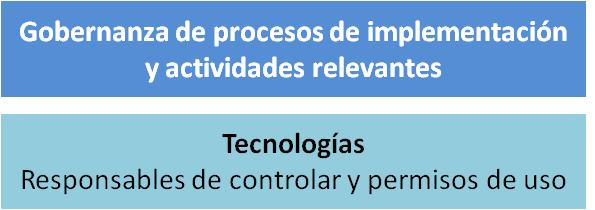 Gobernanza de procesos de implementación
y actividades relevantes
Tecnologías
Responsables de controlar y permisos de uso